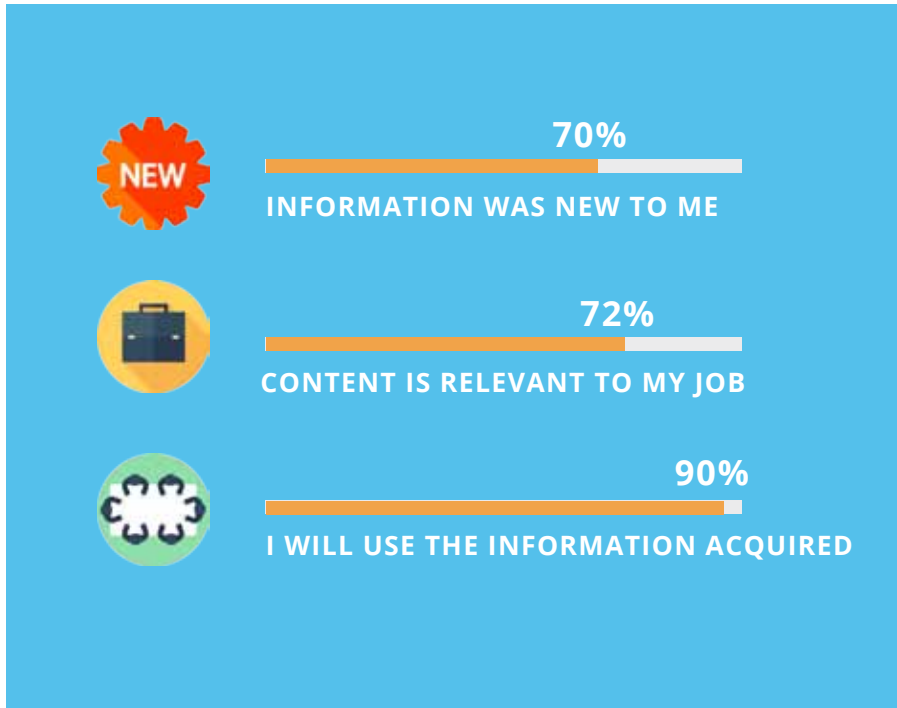 NEW
70%
INFORMATION WAS NEW TO ME
72%
CONTENT IS RELEVANT TO MY JOB
90%
I WILL USE THE INFORMATION ACQUIRED